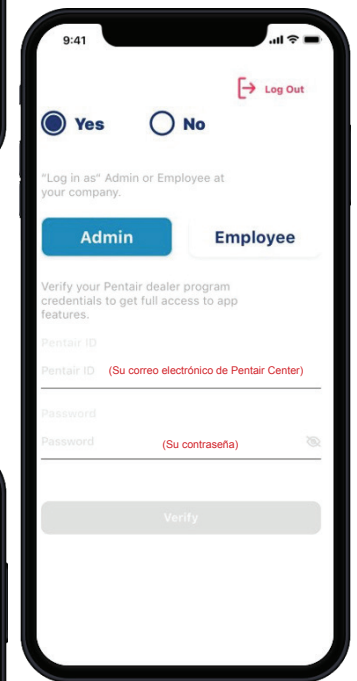 9:41
Log Out
Yes No
"Log in as" Admin or Employee at
your company.
Admin Employee
Verify your Pentair dealer program
credentials to get full access to app
features.
Pentair ID
Pentair ID (Su correo electrónico de Pentair Center)
Password
Password (Su contraseña)
Verify